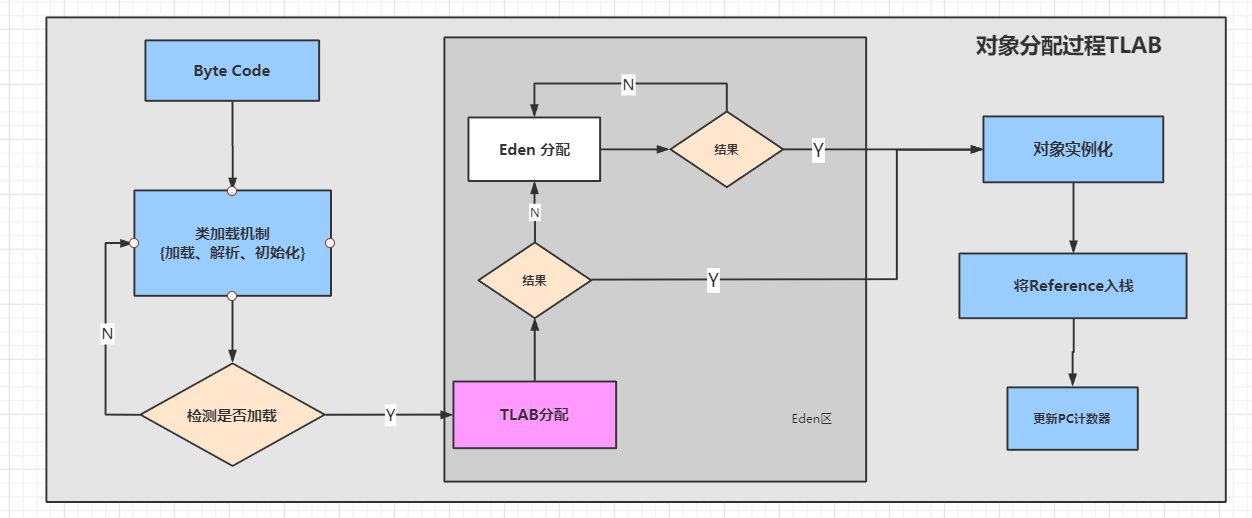 对象分配过程TLAB
Byte Code
类加载机制
{加载、解析、初始化}
N
检测是否加载
Y
N
Eden 分配
结果
Y
N
结果
Y
TLAB分配
Eden区
对象实例化
将Reference入栈
更新PC计数器